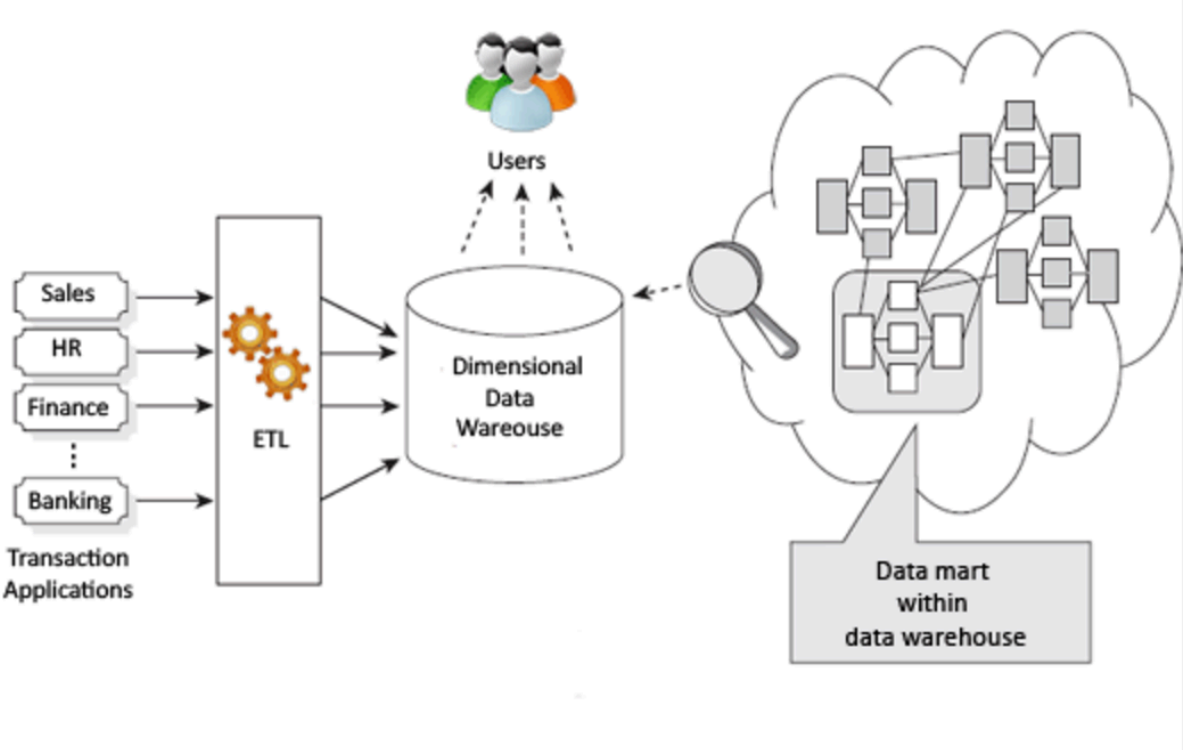 Users
Sales
HR
Finance
Banking
Transaction
Applications
ETL
Dimensional
Data
Wareouse
Data mart
within
data warehouse